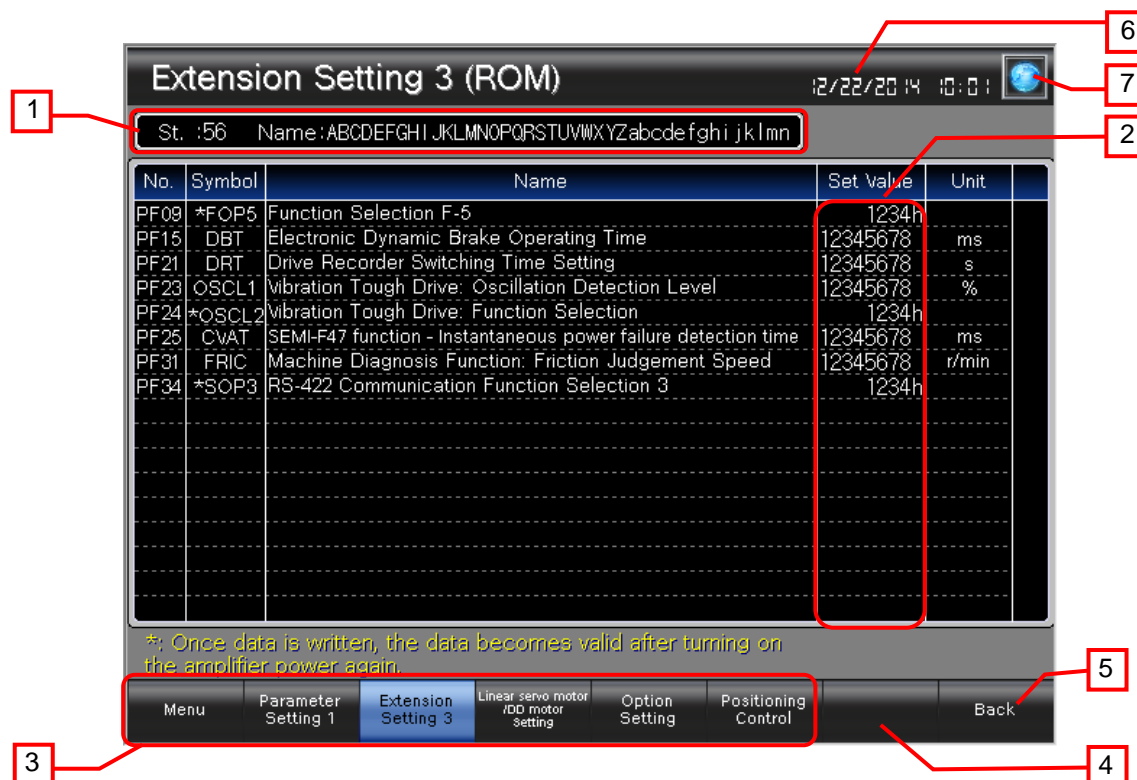 6
Extension Setting 3 (ROM) 12/22/2014 10:01
7
1
St. :56 Name:ABCDEFGHIJKLMNOPQRSTUVWXYZabcdefghijklmn
2
No. Symbol Name Set Value Unit
PF09 *FOP5 Function Selection F-5 1234h
PF15 DBT Electronic Dynamic Brake Operating Time 12345678 ms
PF21 DRT Drive Recorder Switching Time Setting 12345678 s
PF23 OSCL1 Vibration Tough Drive: Oscillation Detection Level 12345678 %
PF24 *OSCL2 Vibration Tough Drive: Function Selection 1234h
PF25 CVAT SEMI-F47 function - Instantaneous power failure detection time 12345678 ms
PF31 FRIC Machine Diagnosis Function: Friction Judgement Speed 12345678 r/min
PF34 *SOP3 RS-422 Communication Function Selection 3 1234h
*: Once data is written, the data becomes valid after turning on
the amplifier power again.
5
Menu
Parameter
Setting 1
Extension
Setting 3
Linear servo motor
/DD motor
setting
Option
Setting
Positioning
Control
Back
3
4